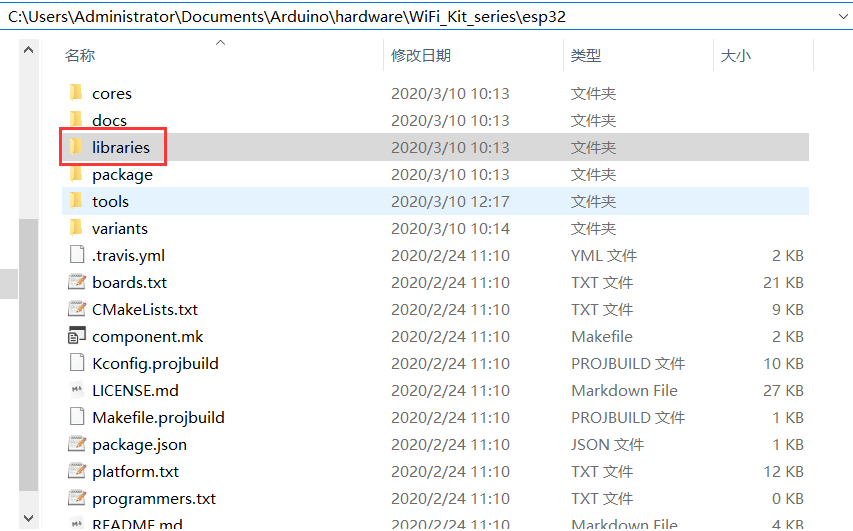 C:\Users\Administrator\Documents\Arduino\hardware\WiFi_Kit_series\esp32
名称 修改日期 类型 大小
cores 2020/3/10 10:13 文件夹
docs 2020/3/10 10:13 文件夹
libraries 2020/3/10 10:13 文件夹
package 2020/3/10 10:13 文件夹
tools 2020/3/10 12:17 文件夹
variants 2020/3/10 10:14 文件夹
.travis.yml 2020/2/24 11:10 YML 文件 2 KB
boards.txt 2020/2/24 11:10 TXT 文件 21 KB
CMakeLists.txt 2020/2/24 11:10 TXT 文件 9 KB
component.mk 2020/2/24 11:10 Makefile 2 KB
Kconfig.projbuild 2020/2/24 11:10 PROJBUILD 文件 10 KB
LICENSE.md 2020/2/24 11:10 Markdown File 27 KB
Makefile.projbuild 2020/2/24 11:10 PROJBUILD 文件 1 KB
package.json 2020/2/24 11:10 JSON 文件 1 KB
platform.txt 2020/2/24 11:10 TXT 文件 12 KB
programmers.txt 2020/2/24 11:10 TXT 文件 0 KB
README.md 2020/2/24 11:10 Markdown File 4 KB